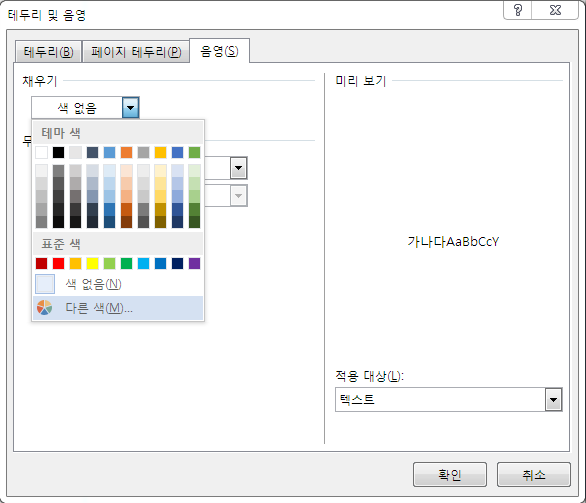 테두리 및 음영
테두리(B)
페이지 테두리(P)
음영(S)
채우기
색 없음
테마 색
표준 색
색 없음(N)
다른 색(M)...
미리 보기
가나다AaBbCcY
적용 대상(L):
텍스트
확인
취소